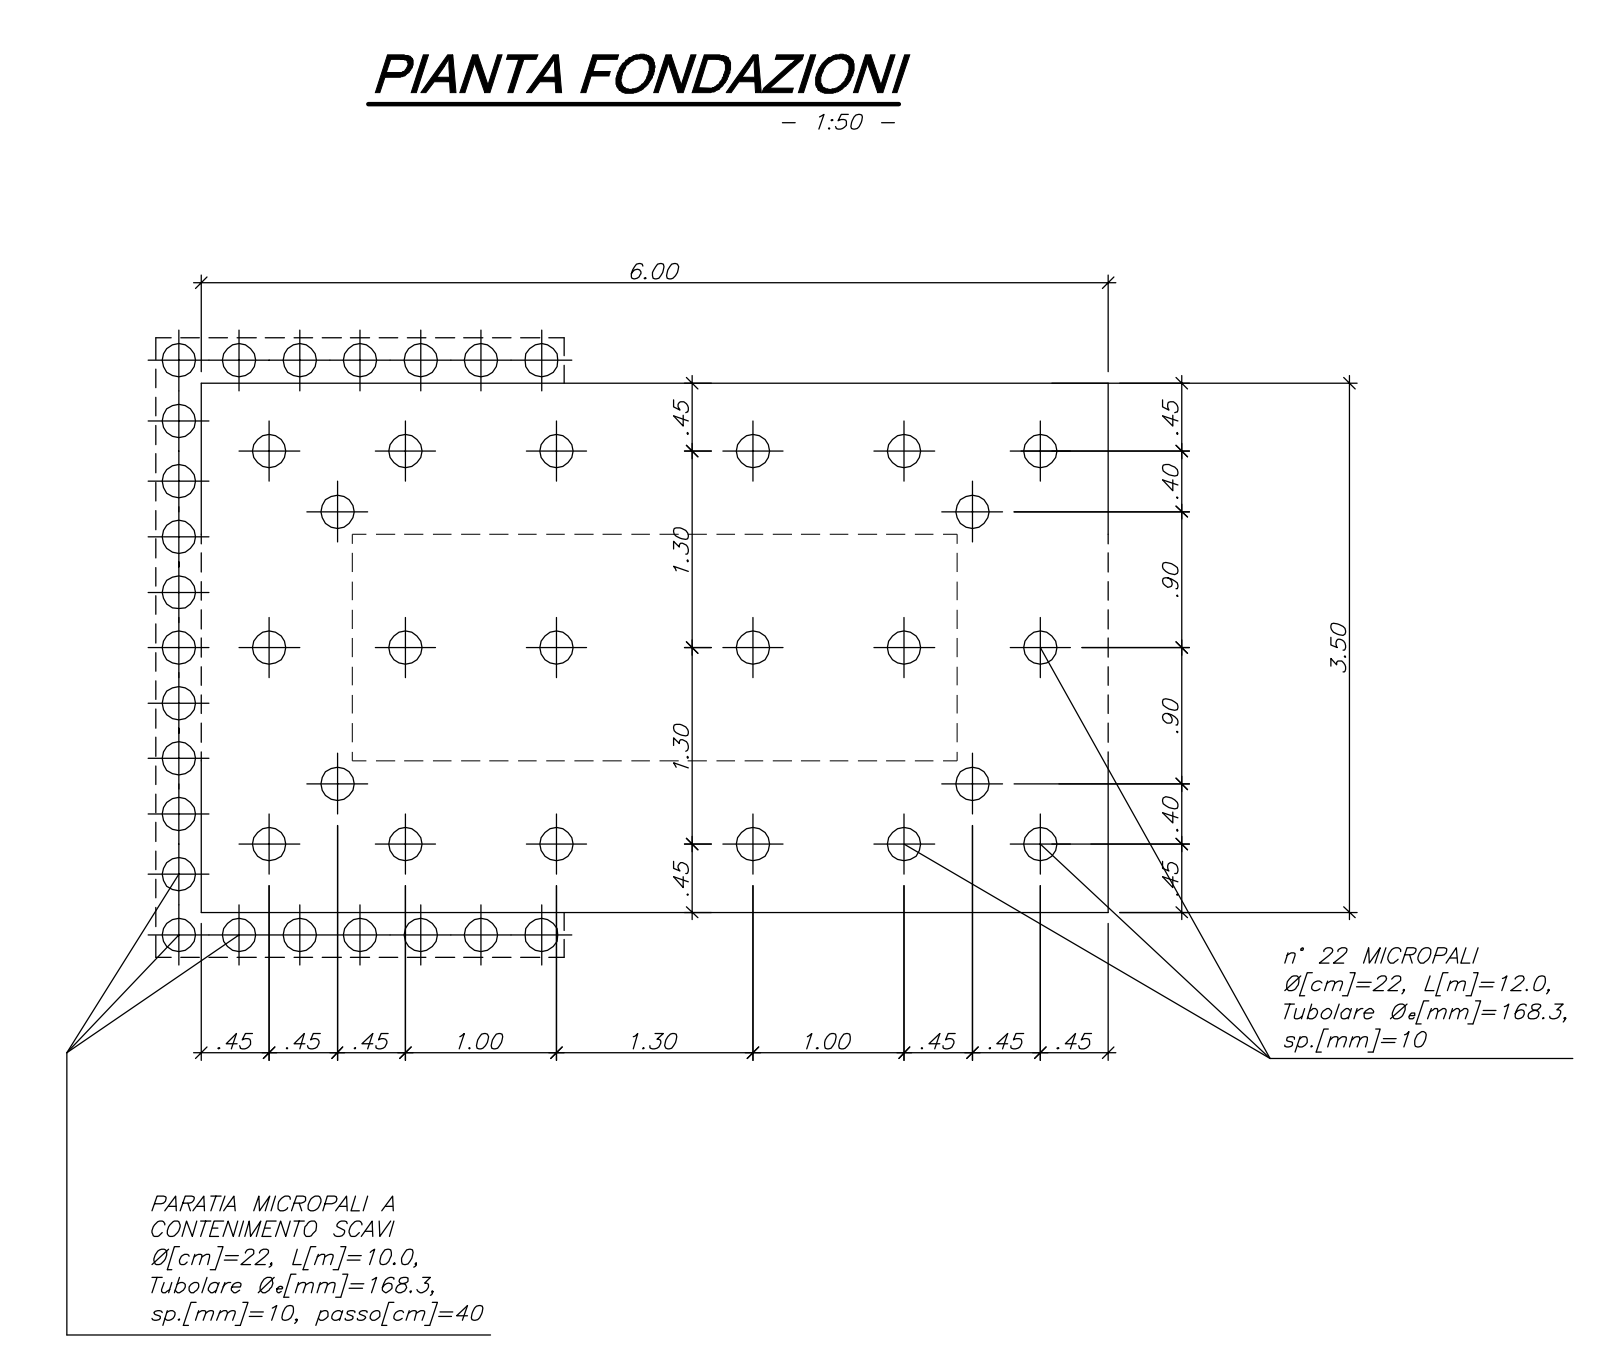 PIANTA FONDAZIONI
- 1:50 -
6.00
.45
.45
.40
1.30
.90
3.50
1.30
.90
.40
.45
.45
n° 22 MICROPALI
Ø[cm]=22, L[m]=12.0,
Tubolare Øe[mm]=168.3,
sp.[mm]=10
.45 .45 .45 1.00 1.30 1.00 .45 .45 .45
PARATIA MICROPALI A
CONTENIMENTO SCAVI
Ø[cm]=22, L[m]=10.0,
Tubolare Øe[mm]=168.3,
sp.[mm]=10, passo[cm]=40